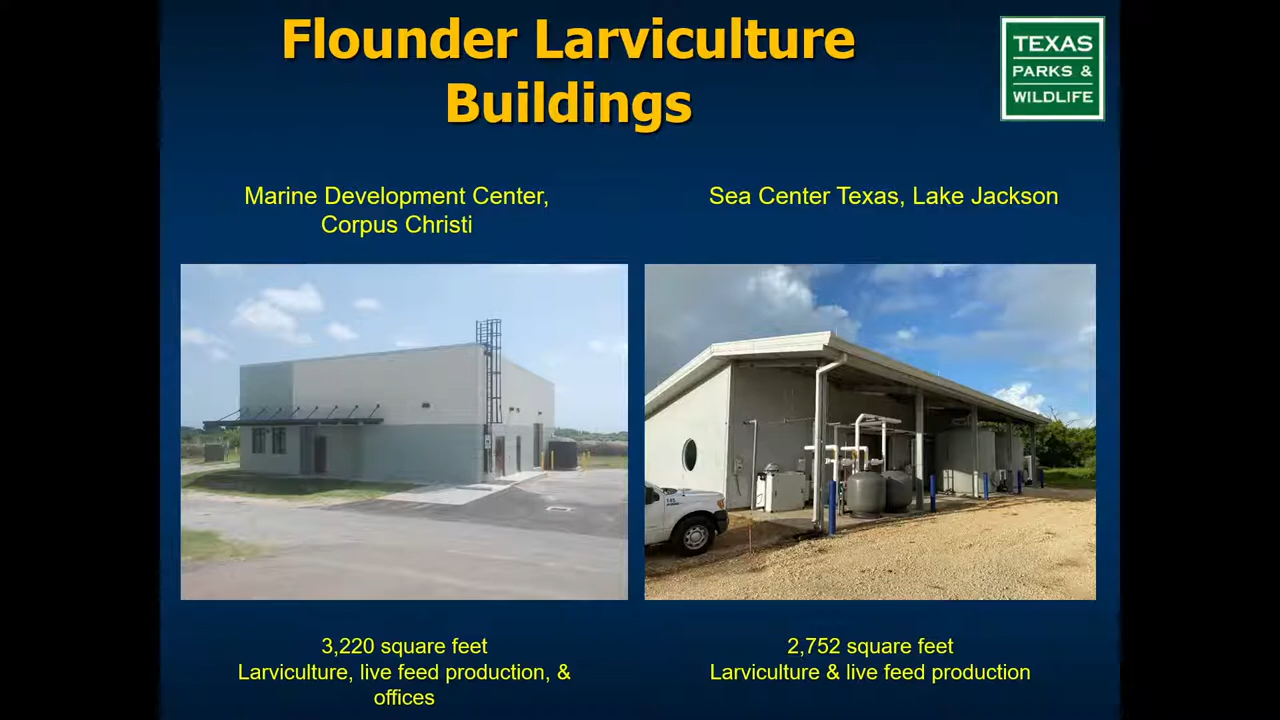 Flounder Larviculture
Buildings
TEXAS
PARKS &
WILDLIFE
Marine Development Center,
Corpus Christi
Sea Center Texas, Lake Jackson
3,220 square feet
Larviculture, live feed production, &
offices
2,752 square feet
Larviculture & live feed production